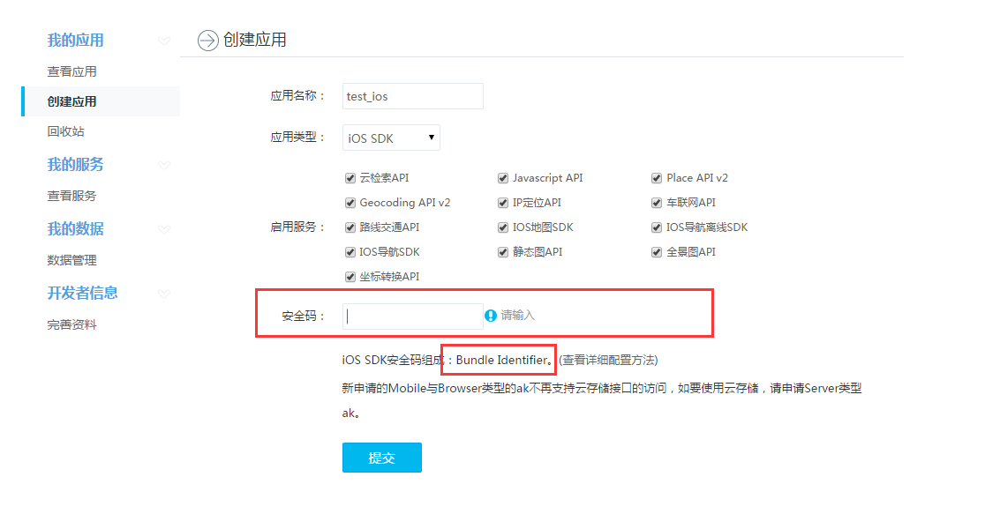 我的应用
查看应用
创建应用
回收站
我的服务
查看服务
我的数据
数据管理
开发者信息
完善资料
创建应用
应用名称： test_ios
应用类型： iOS SDK
启用服务：
云检索API Javascript API Place API v2
Geocoding API v2 IP定位API 车联网API
路线交通API IOS地图SDK IOS导航离线SDK
IOS导航SDK 静态图API 全景图API
坐标转换API
安全码： 请输入
iOS SDK安全码组成：Bundle Identifier。(查看详细配置方法)
新申请的Mobile与Browser类型的ak不再支持云存储接口的访问，如要使用云存储，请申请Server类型
ak。
提交